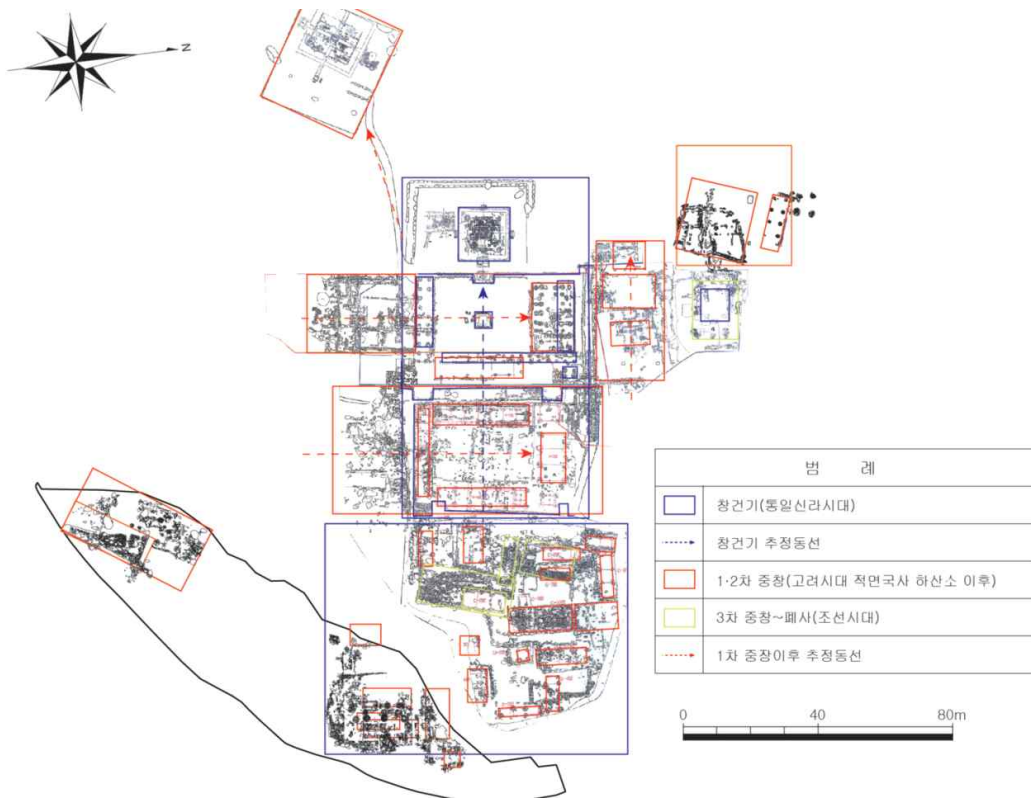 N
범 례
창건기(통일신라시대)
창건기 추정동선
1·2차 중창(고려시대 적면국사 하산소 이후)
3차 중창~폐사(조선시대)
1차 중장이후 추정동선
0 40 80m